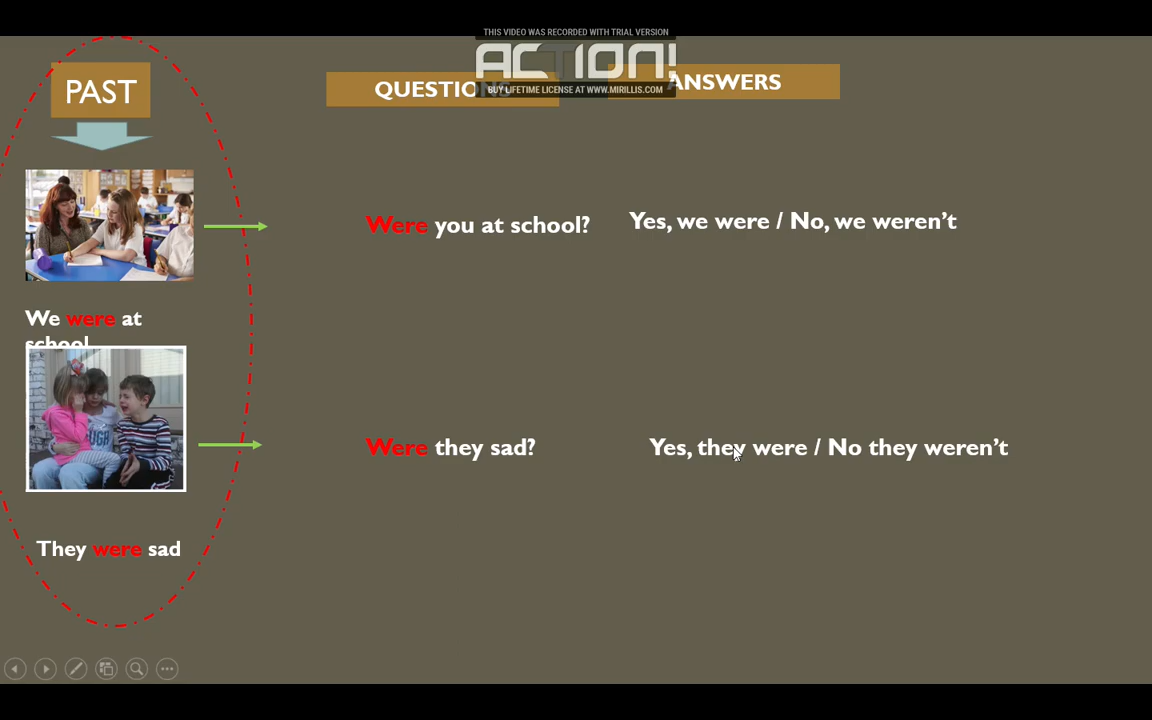 THIS VIDEO WAS RECORDED WITH TRIAL VERSION
ACTION!
BUY LIFETIME LICENSE AT WWW.MIRILLIS.COM
PAST
QUESTIONS
ANSWERS
Were you at school?
Yes, we were / No, we weren't
We were at
school
Were they sad?
Yes, they were / No they weren't
They were sad